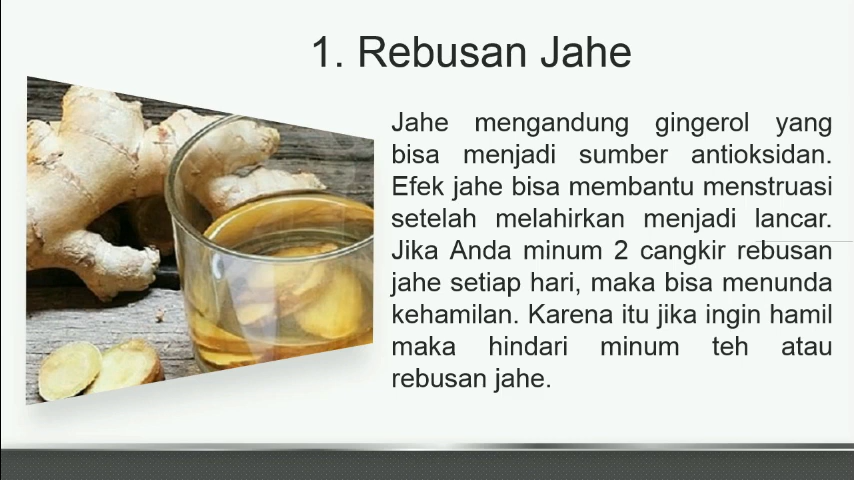 1. Rebusan Jahe
Jahe mengandung gingerol yang
bisa menjadi sumber antioksidan.
Efek jahe bisa membantu menstruasi
setelah melahirkan menjadi lancar.
Jika Anda minum 2 cangkir rebusan
jahe setiap hari, maka bisa menunda
kehamilan. Karena itu jika ingin hamil
maka hindari minum teh atau
rebusan jahe.